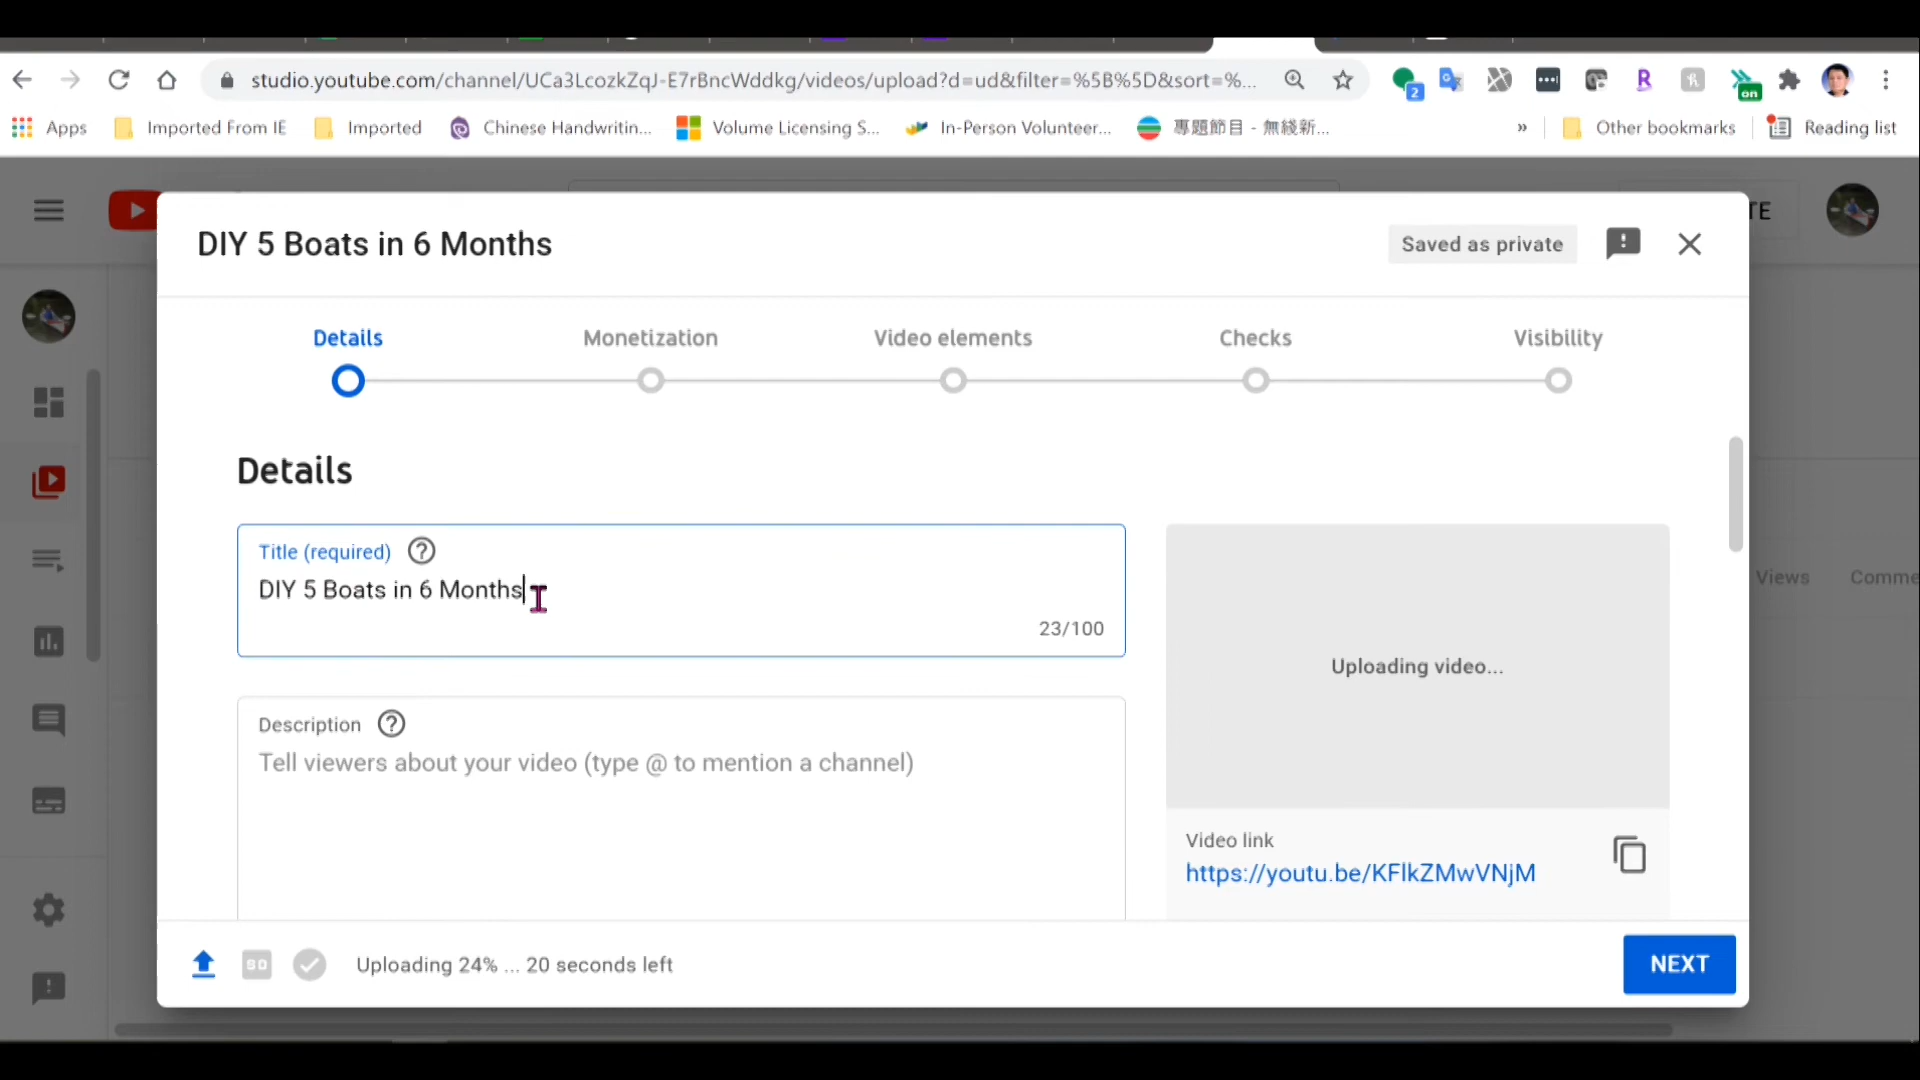 studio.youtube.com/channel/UCa3LcozkZqJ-E7rBncWddkg/videos/upload?d=ud&filter=%5B%5D&sort=%...
2
on
Apps
Imported From IE
Imported
Chinese Handwritin...
Volume Licensing S...
In-Person Volunteer...
專題節目 - 無綫新...
»
Other bookmarks
Reading list
TE
DIY 5 Boats in 6 Months
Saved as private
Details
Monetization
Video elements
Checks
Visibility
Details
Title (required)
DIY 5 Boats in 6 Months
23/100
Uploading video...
Views
Comme
Description
Tell viewers about your video (type @ to mention a channel)
Video link
https://youtu.be/KFlkZMwVNjM
SD
Uploading 24% ... 20 seconds left
NEXT